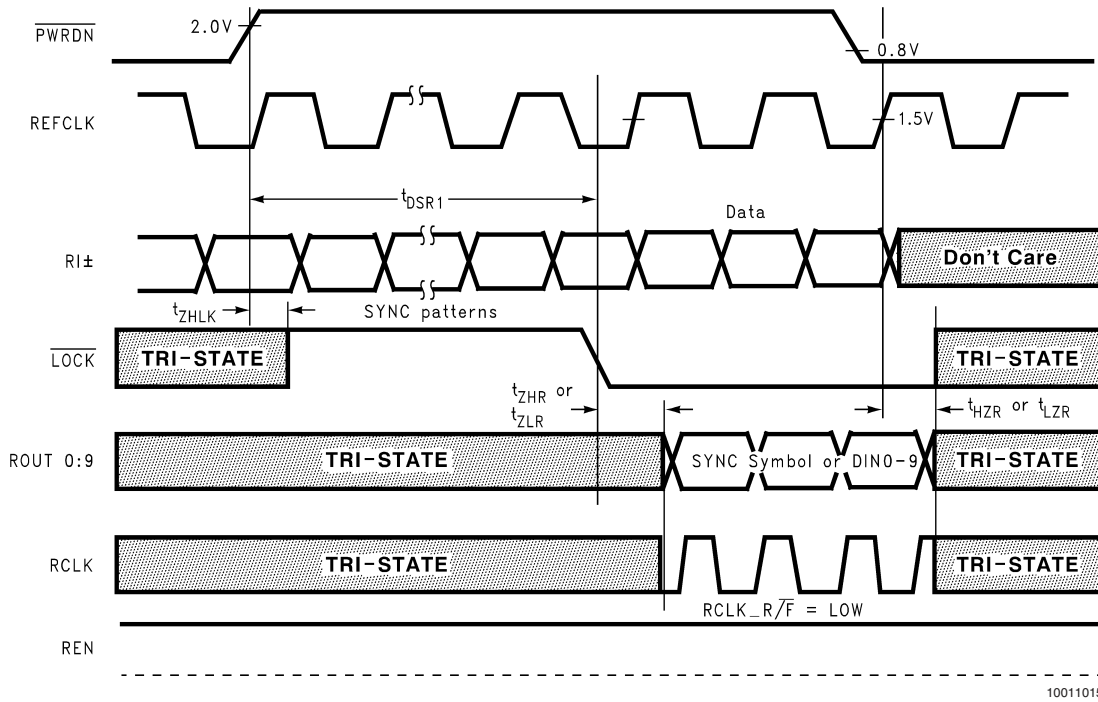 PWRDN
2.0V
0.8V
REFCLK
1.5V
tDSR1
Data
RI±
Don't Care
tZHLK
SYNC patterns
LOCK
TRI-STATE
TRI-STATE
tZHR or
tZLR
tHZR or tLZR
ROUT 0:9
TRI-STATE
SYNC Symbol or DIN0-9
TRI-STATE
RCLK
TRI-STATE
TRI-STATE
RCLK_R/F = LOW
REN
10011015